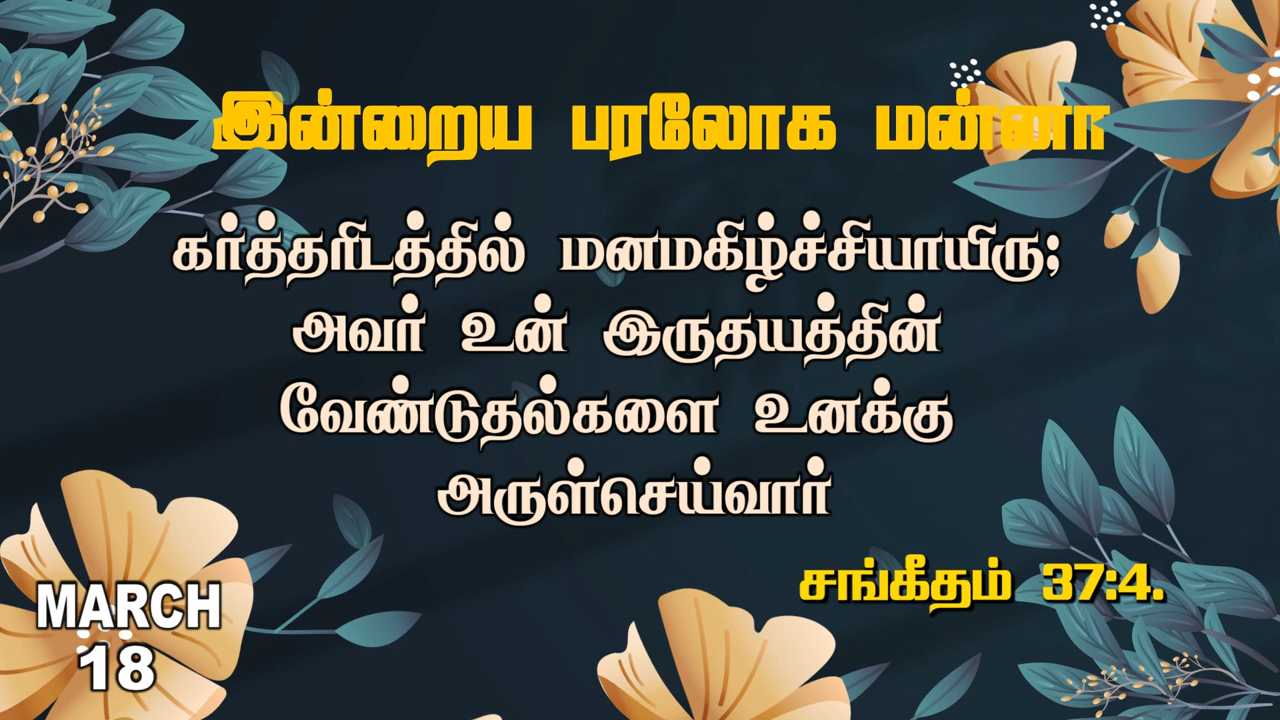 இன்றைய பரலோக மன்னா
கர்த்தரிடத்தில் மனமகிழ்ச்சியாயிரு;
அவர் உன் இருதயத்தின்
வேண்டுதல்களை உனக்கு
அருள்செய்வார்
சங்கீதம் 37:4.
MARCH
18